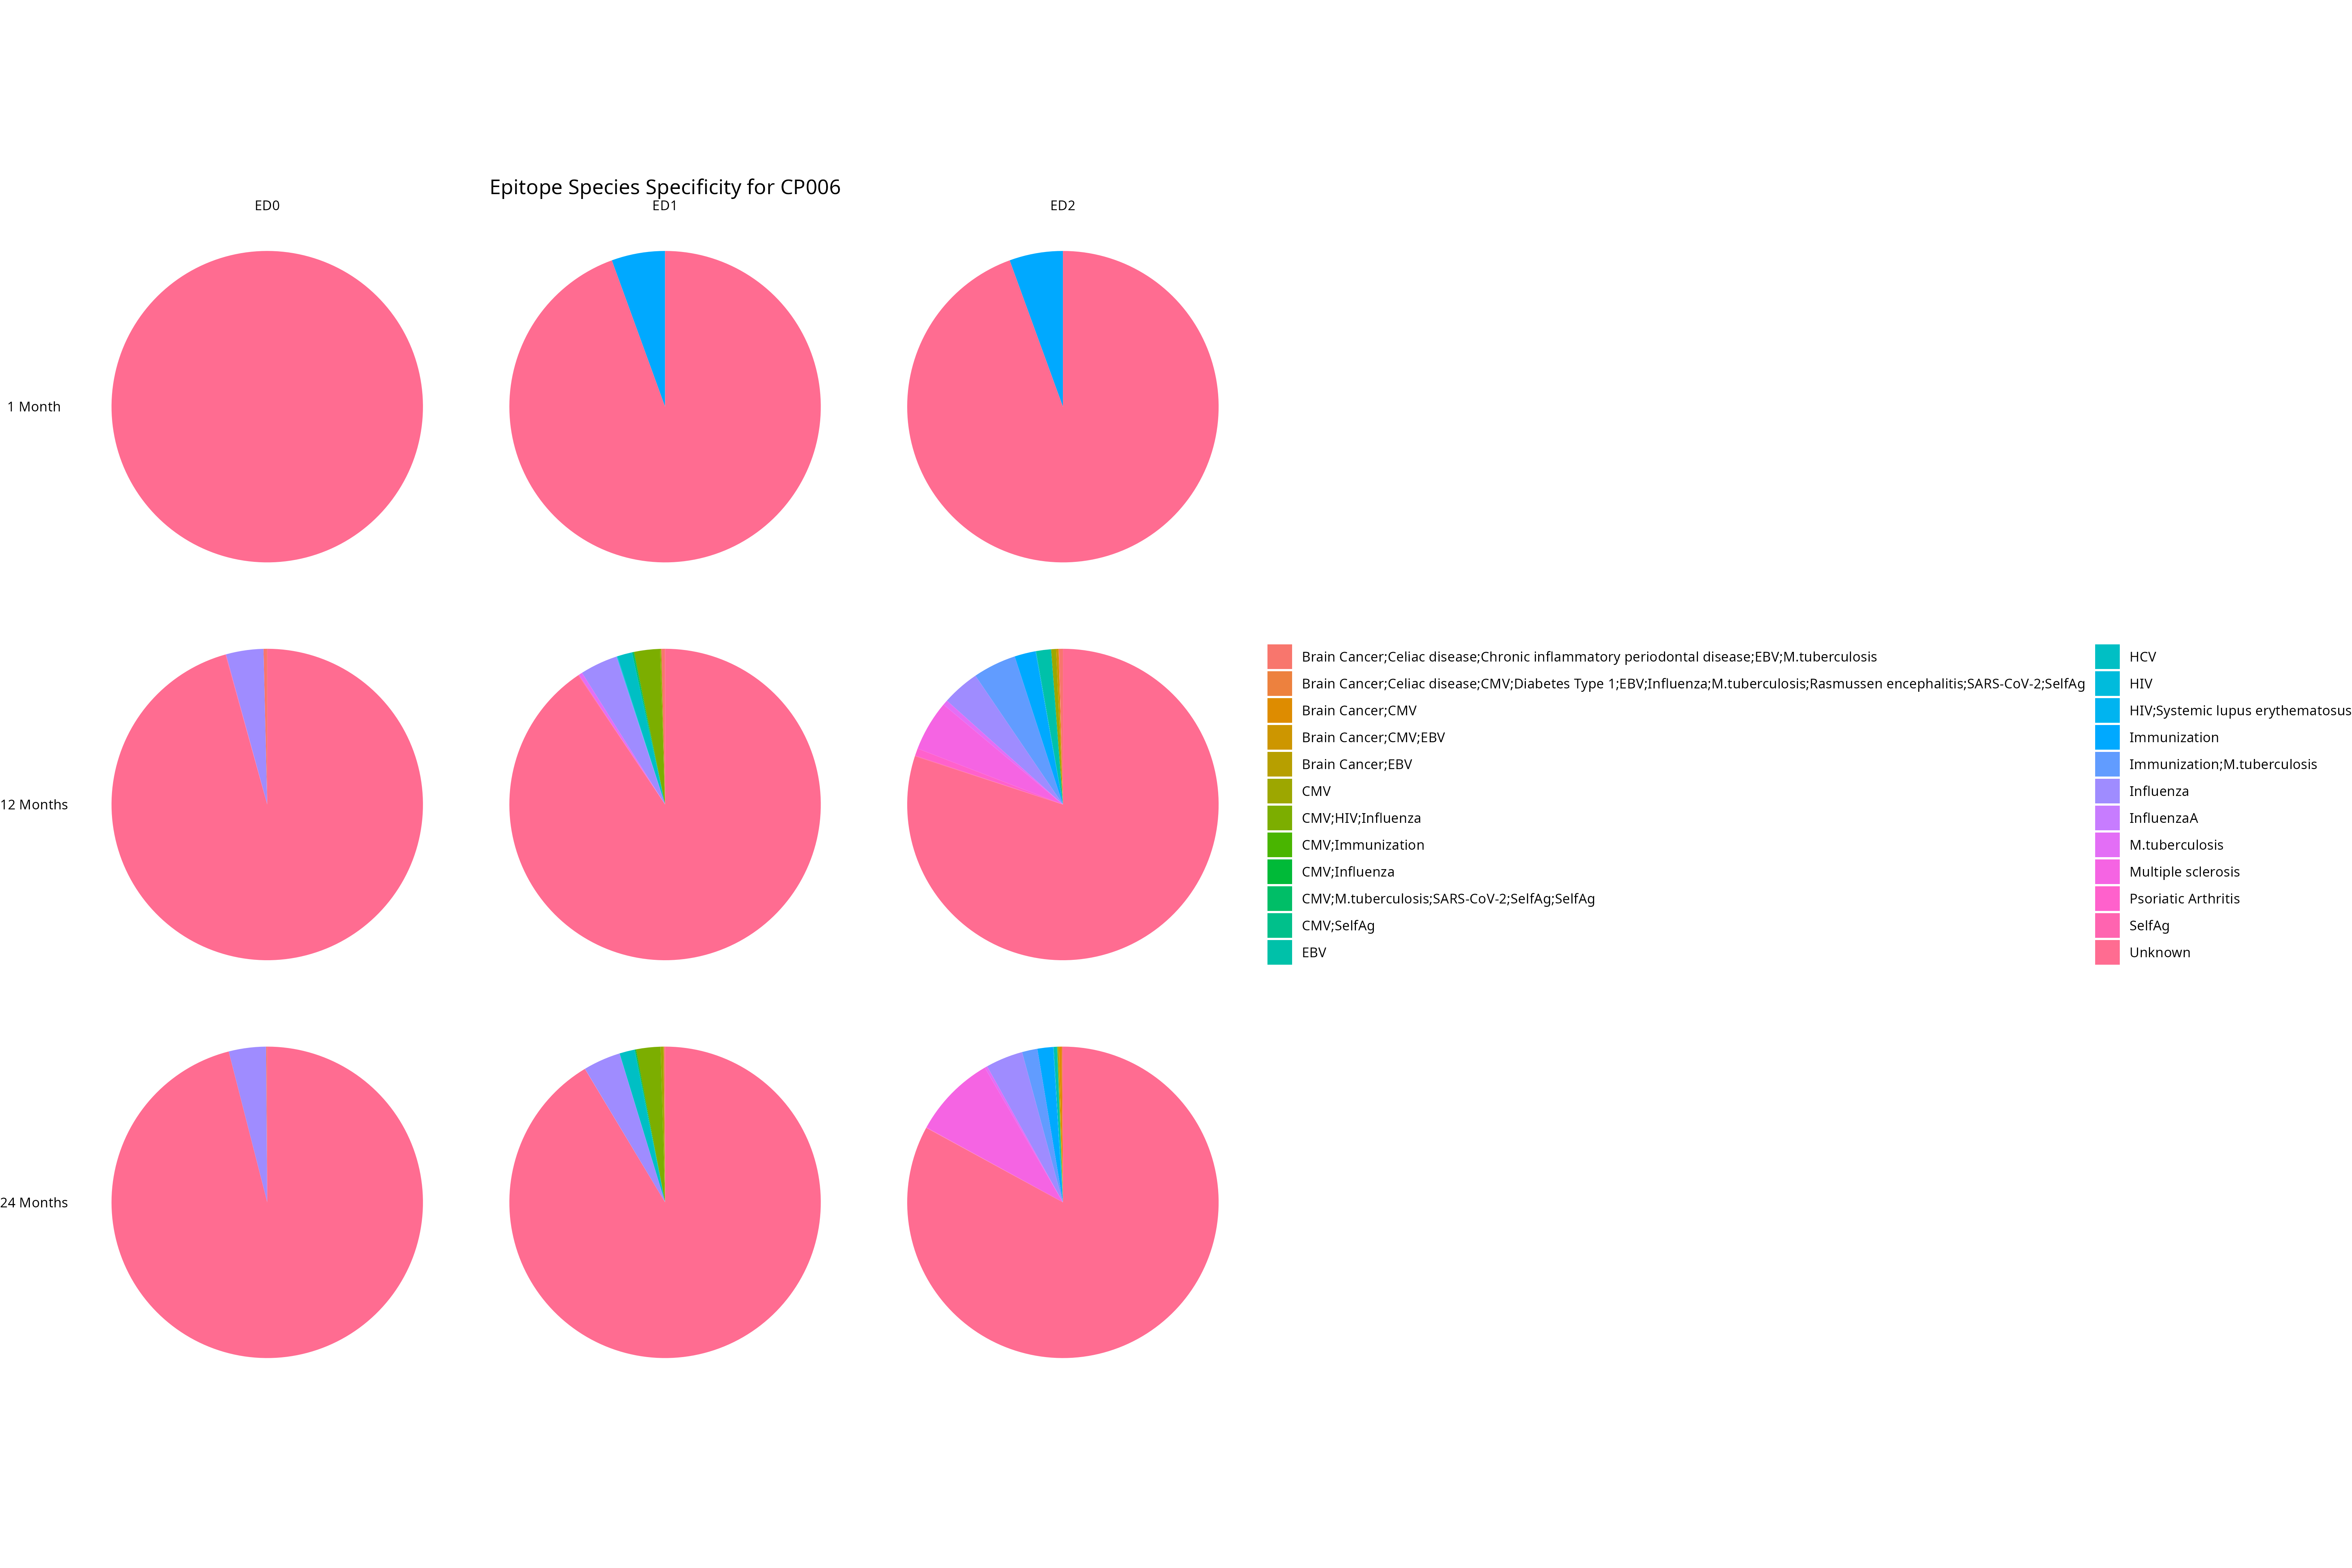 Epitope Species Specificity for CP006
ED0
ED1
ED2
1 Month
12 Months
24 Months
Brain Cancer;Celiac disease;Chronic inflammatory periodontal disease;EBV;M.tuberculosis
Brain Cancer;Celiac disease;CMV;Diabetes Type 1;EBV;Influenza;M.tuberculosis;Rasmussen encephalitis;SARS-CoV-2;SelfAg
Brain Cancer;CMV
Brain Cancer;CMV;EBV
Brain Cancer;EBV
CMV
CMV;HIV;Influenza
CMV;Immunization
CMV;Influenza
CMV;M.tuberculosis;SARS-CoV-2;SelfAg;SelfAg
CMV;SelfAg
EBV
HCV
HIV
HIV;Systemic lupus erythematosus
Immunization
Immunization;M.tuberculosis
Influenza
InfluenzaA
M.tuberculosis
Multiple sclerosis
Psoriatic Arthritis
SelfAg
Unknown